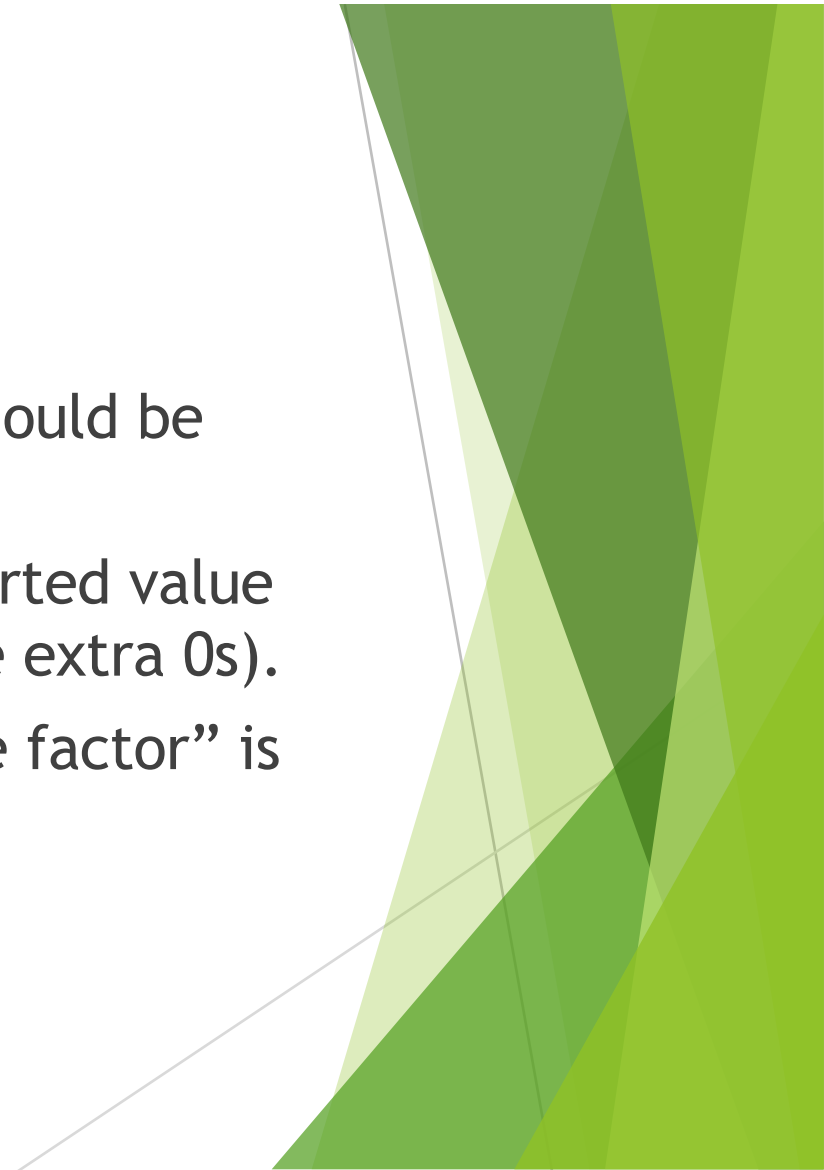 ould be
rted value
e extra 0s).
e factor” is